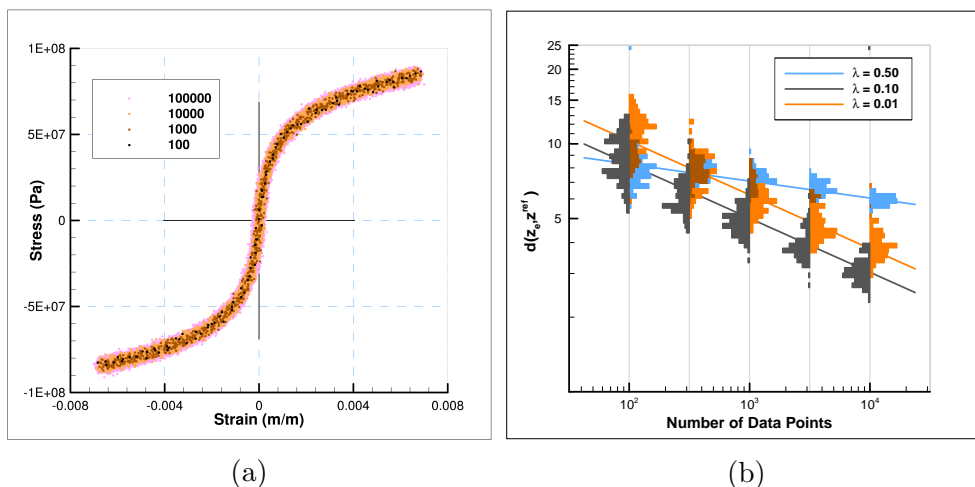 1E+08
5E+07
0
-5E+07
-1E+08
Stress (Pa)
100000
10000
1000
100
-0.008
-0.004
0
0.004
0.008
Strain (m/m)
(a)
25
20
15
10
5
d(z_e,z^ref)
λ = 0.50
λ = 0.10
λ = 0.01
10^2
10^3
10^4
Number of Data Points
(b)